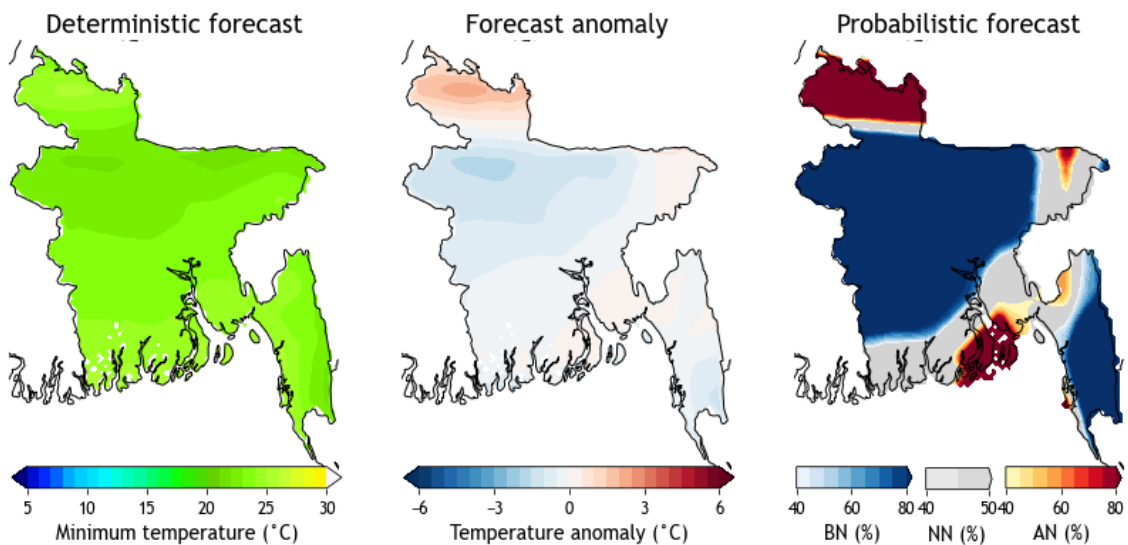 Deterministic forecast
Forecast anomaly
Probabilistic forecast
5 10 15 20 25 30
Minimum temperature (˚C)
−6 −3 0 3 6
Temperature anomaly (˚C)
40 60 80
BN (%)
40 50
NN (%)
40 60 80
AN (%)